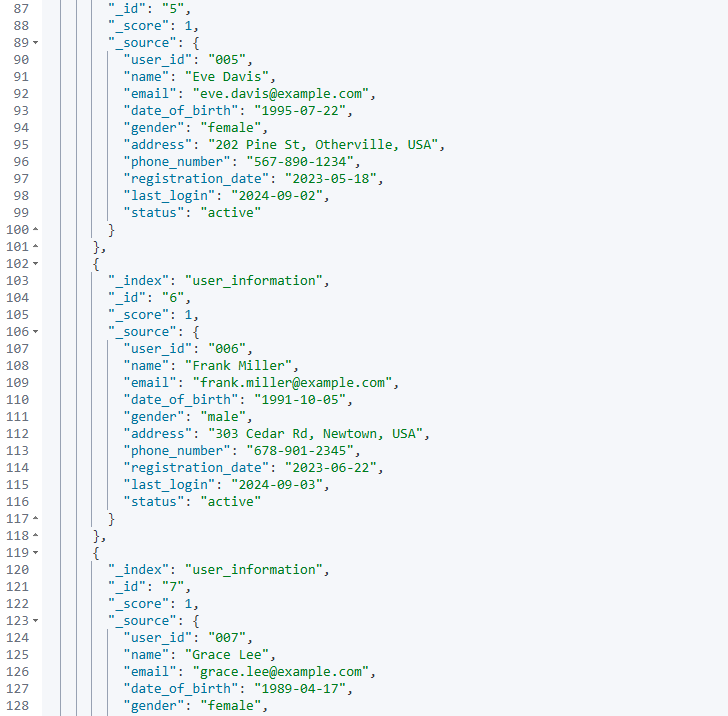 87 "_id": "5",
88 "_score": 1,
89 "_source": {
90 "user_id": "005",
91 "name": "Eve Davis",
92 "email": "eve.davis@example.com",
93 "date_of_birth": "1995-07-22",
94 "gender": "female",
95 "address": "202 Pine St, Otherville, USA",
96 "phone_number": "567-890-1234",
97 "registration_date": "2023-05-18",
98 "last_login": "2024-09-02",
99 "status": "active"
100 }
101 },
102 {
103 "_index": "user_information",
104 "_id": "6",
105 "_score": 1,
106 "_source": {
107 "user_id": "006",
108 "name": "Frank Miller",
109 "email": "frank.miller@example.com",
110 "date_of_birth": "1991-10-05",
111 "gender": "male",
112 "address": "303 Cedar Rd, Newtown, USA",
113 "phone_number": "678-901-2345",
114 "registration_date": "2023-06-22",
115 "last_login": "2024-09-03",
116 "status": "active"
117 }
118 },
119 {
120 "_index": "user_information",
121 "_id": "7",
122 "_score": 1,
123 "_source": {
124 "user_id": "007",
125 "name": "Grace Lee",
126 "email": "grace.lee@example.com",
127 "date_of_birth": "1989-04-17",
128 "gender": "female",